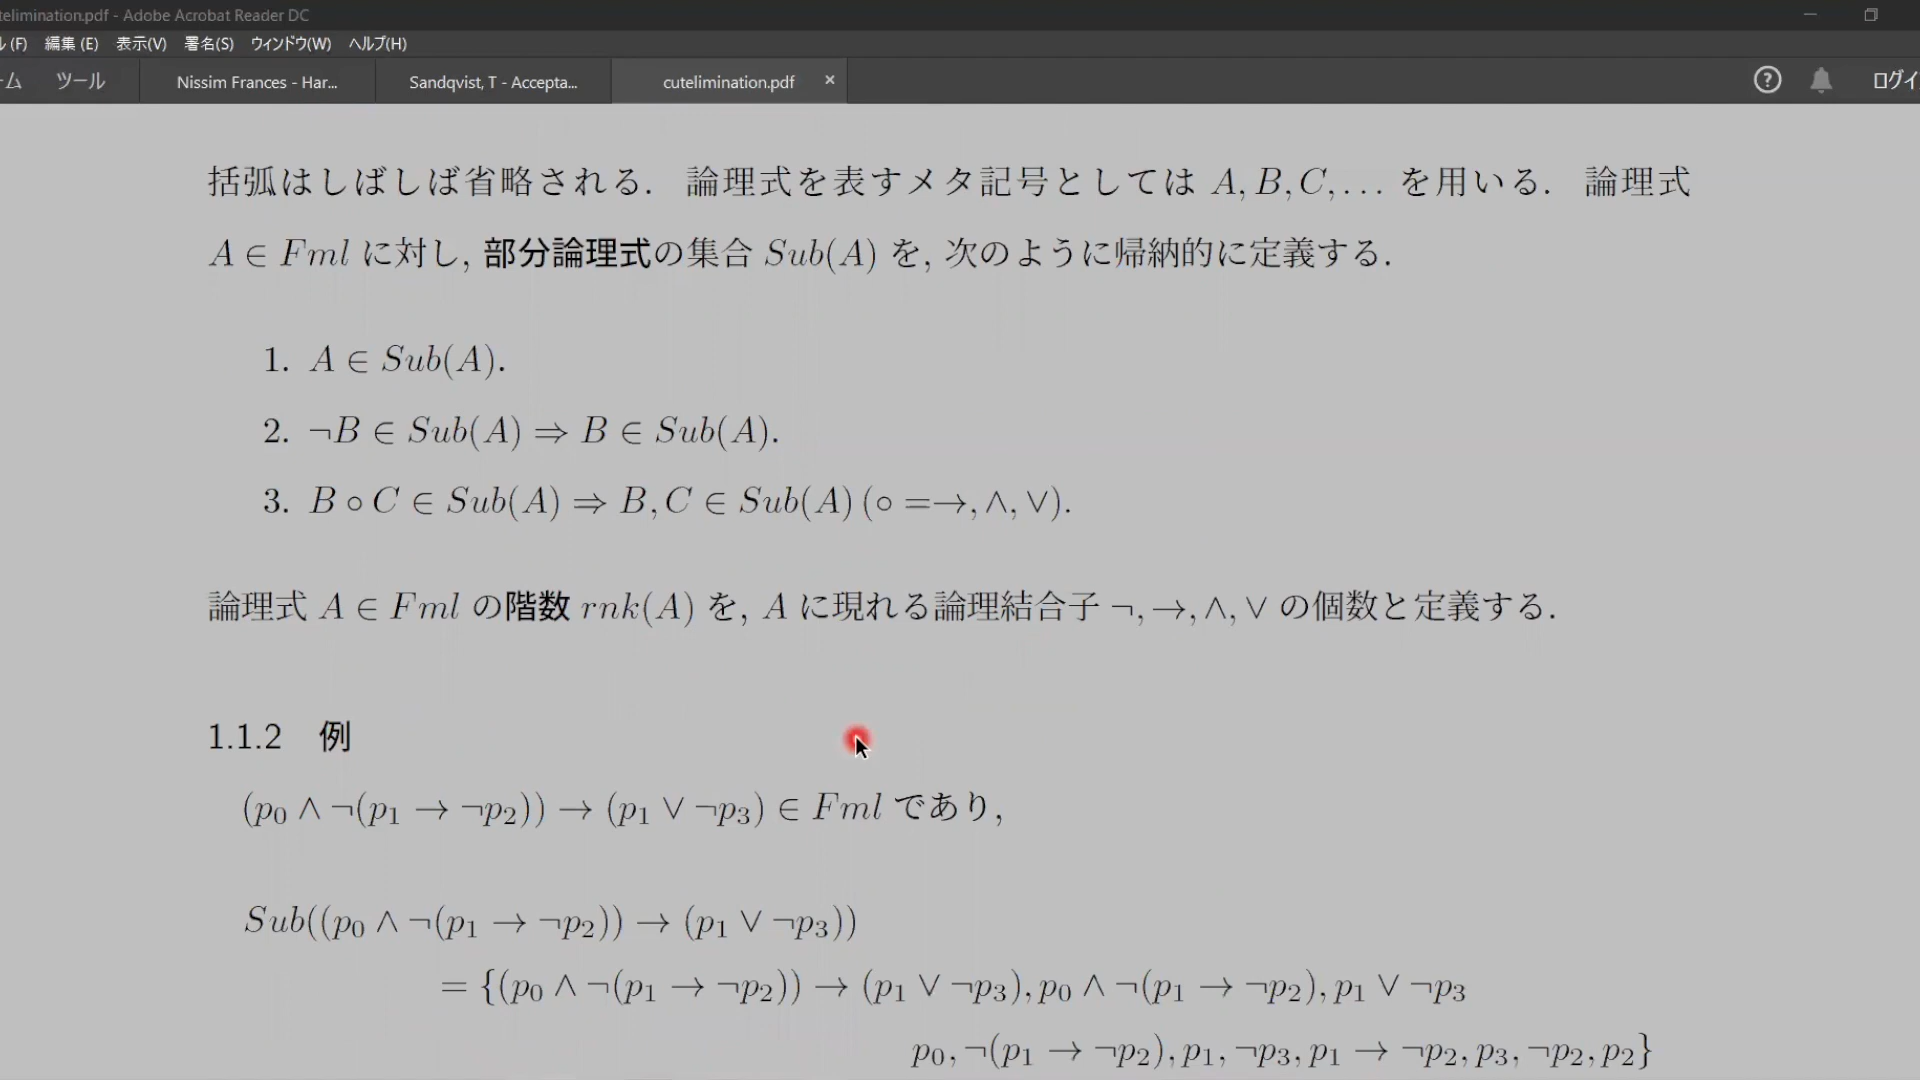 telimination.pdf - Adobe Acrobat Reader DC
(F) 編集 (E) 表示(V) 署名(S) ウィンドウ(W) ヘルプ(H)
ーム ツール Nissim Frances - Har... Sandqvist, T - Accepta... cutelimination.pdf × ? ログイ
括弧はしばしば省略される. 論理式を表すメタ記号としては A, B, C, . . . を用いる. 論理式
A ∈ Fml に対し, 部分論理式の集合 Sub(A) を, 次のように帰納的に定義する.
1. A ∈ Sub(A).
2. ¬B ∈ Sub(A) ⇒ B ∈ Sub(A).
3. B ∘ C ∈ Sub(A) ⇒ B, C ∈ Sub(A) (∘ =→, ∧, ∨).
論理式 A ∈ Fml の階数 rnk(A) を, A に現れる論理結合子 ¬, →, ∧, ∨ の個数と定義する.
1.1.2 例
(p₀ ∧ ¬(p₁ → ¬p₂)) → (p₁ ∨ ¬p₃) ∈ Fml であり,
Sub((p₀ ∧ ¬(p₁ → ¬p₂)) → (p₁ ∨ ¬p₃))
= {(p₀ ∧ ¬(p₁ → ¬p₂)) → (p₁ ∨ ¬p₃), p₀ ∧ ¬(p₁ → ¬p₂), p₁ ∨ ¬p₃
p₀, ¬(p₁ → ¬p₂), p₁, ¬p₃, p₁ → ¬p₂, p₃, ¬p₂, p₂}